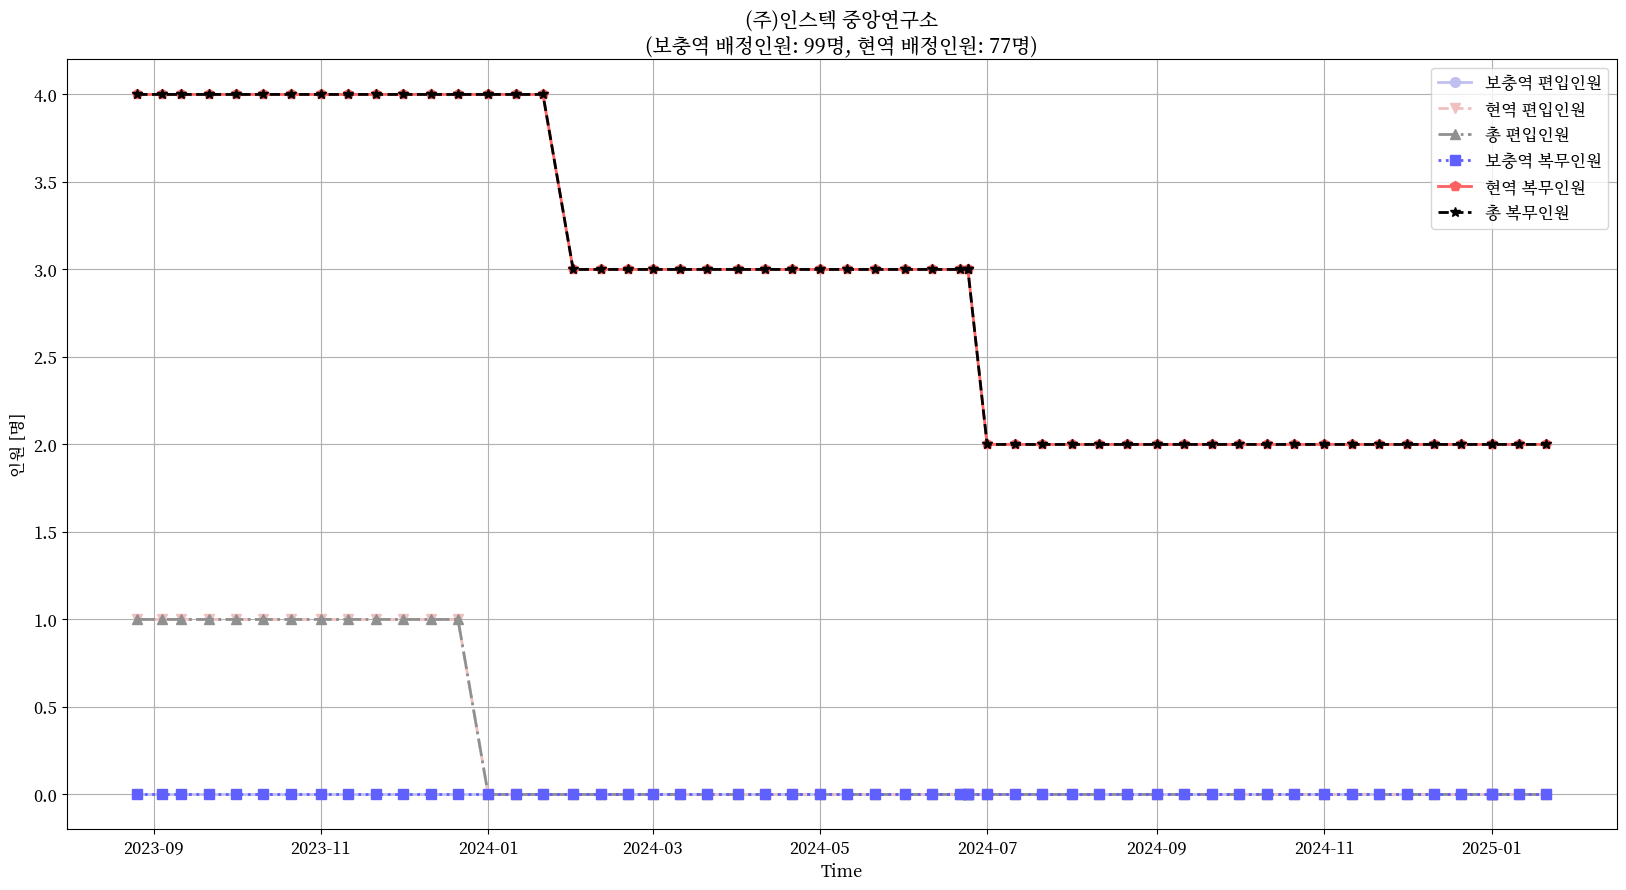 (주)인스텍 중앙연구소
(보충역 배정인원: 99명, 현역 배정인원: 77명)
보충역 편입인원
현역 편입인원
총 편입인원
보충역 복무인원
현역 복무인원
총 복무인원
4.0
3.5
3.0
2.5
2.0
1.5
1.0
0.5
0.0
인원 [명]
2023-09 2023-11 2024-01 2024-03 2024-05 2024-07 2024-09 2024-11 2025-01
Time